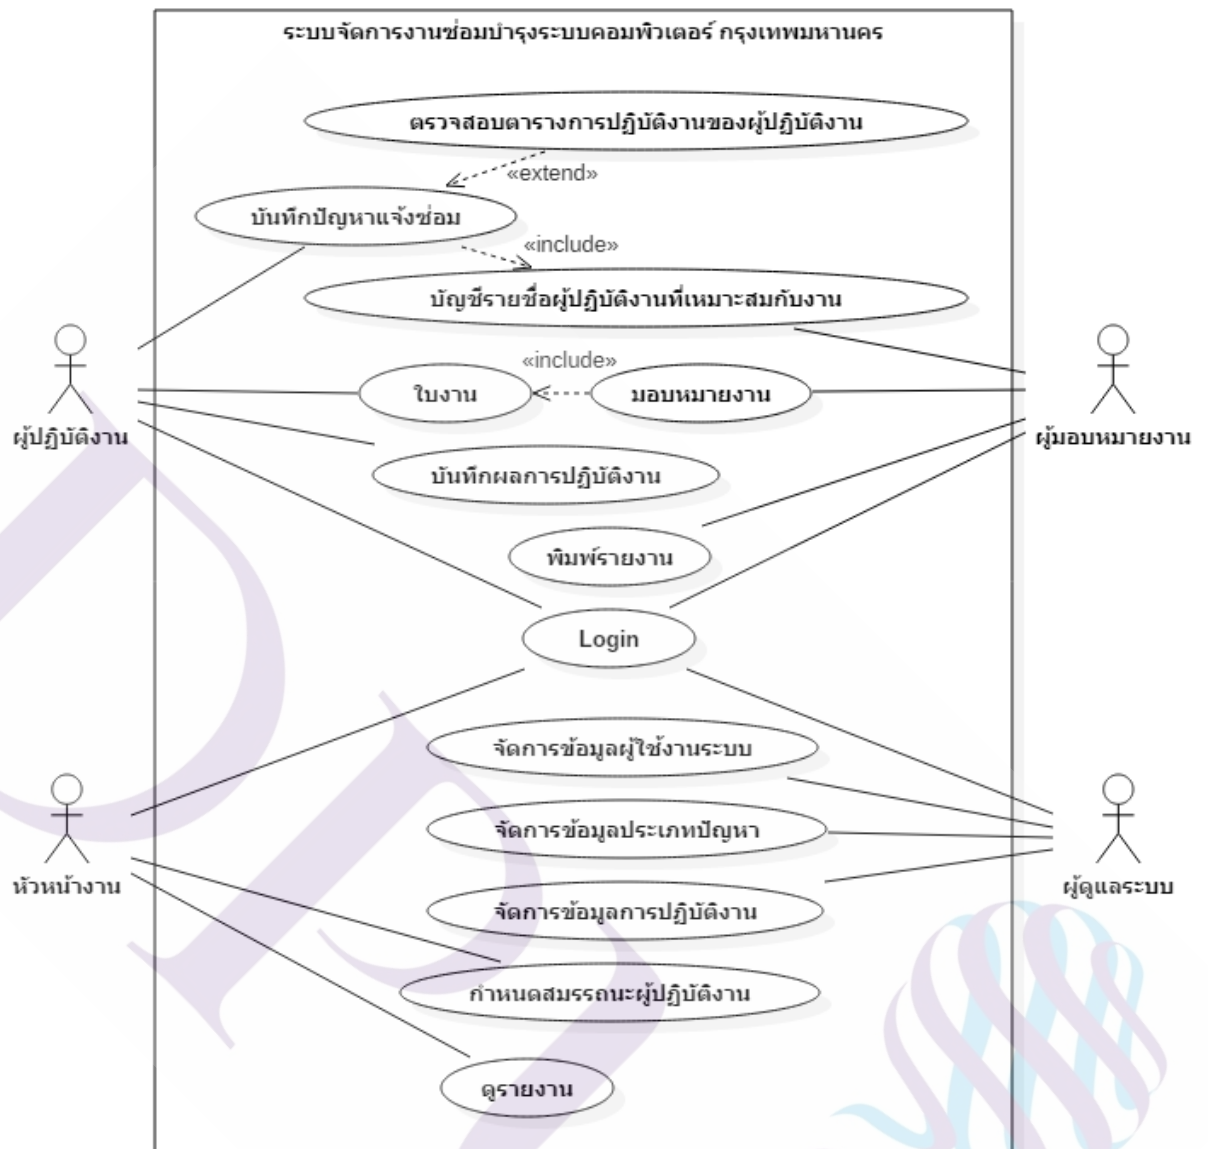 ระบบจัดการงานซ่อมบำรุงระบบคอมพิวเตอร์ กรุงเทพมหานคร
ตรวจสอบตารางการปฏิบัติงานของผู้ปฏิบัติงาน
«extend»
บันทึกปัญหาแจ้งซ่อม
«include»
บัญชีรายชื่อผู้ปฏิบัติงานที่เหมาะสมกับงาน
«include»
ใบงาน
มอบหมายงาน
ผู้ปฏิบัติงาน
ผู้มอบหมายงาน
บันทึกผลการปฏิบัติงาน
พิมพ์รายงาน
Login
จัดการข้อมูลผู้ใช้งานระบบ
จัดการข้อมูลประเภทปัญหา
หัวหน้างาน
ผู้ดูแลระบบ
จัดการข้อมูลการปฏิบัติงาน
กำหนดสมรรถนะผู้ปฏิบัติงาน
ดูรายงาน